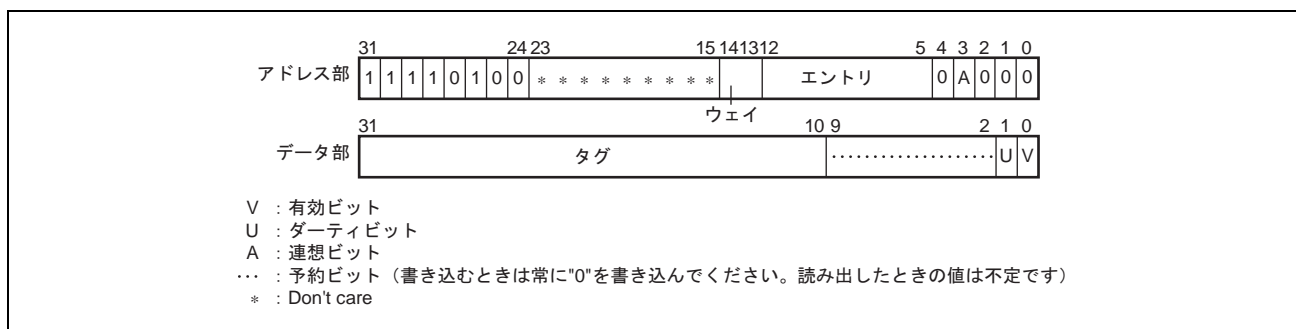 31 24 23 15 14 13 12 5 4 3 2 1 0
アドレス部 1 1 1 1 0 1 0 0 * * * * * * * * * エントリ 0 A 0 0 0
ウェイ
31 10 9 2 1 0
データ部 タグ ···················· U V
V : 有効ビット
U : ダーティビット
A : 連想ビット
··· : 予約ビット（書き込むときは常に"0"を書き込んでください。読み出したときの値は不定です）
* : Don't care